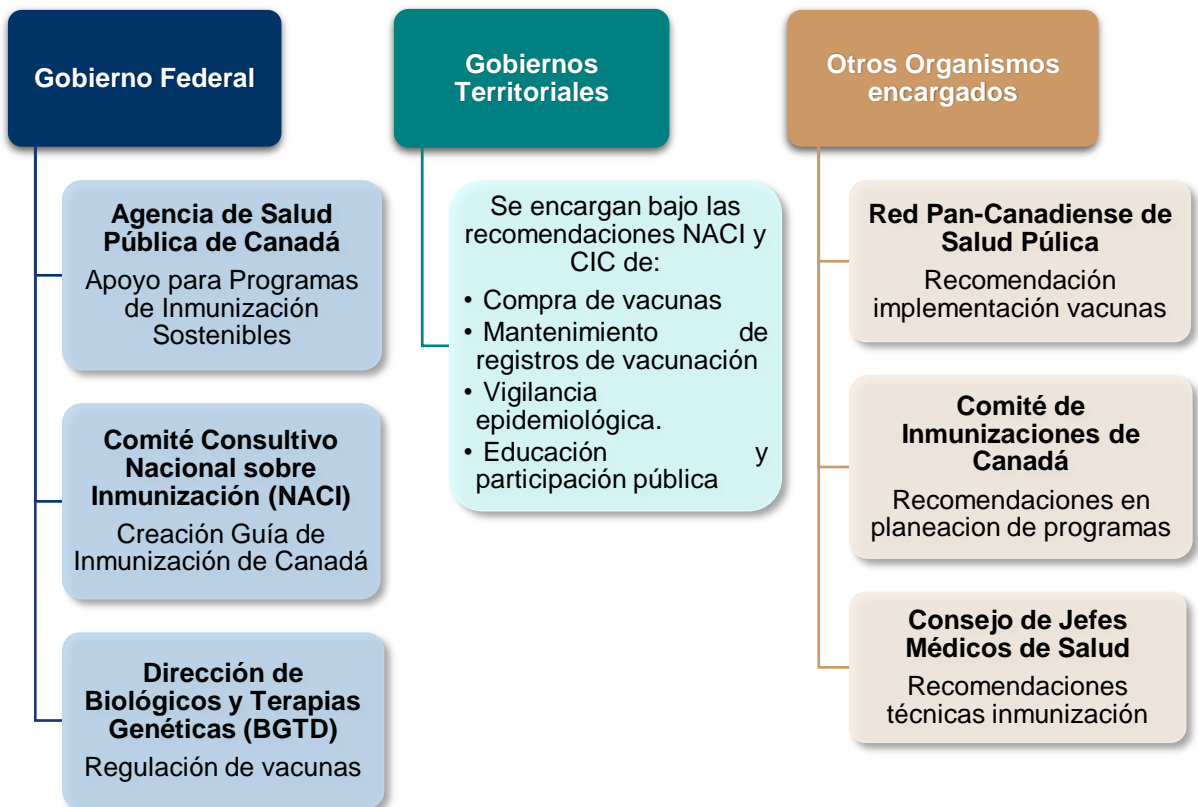 Gobierno Federal
Agencia de Salud
Pública de Canadá
Apoyo para Programas
de Inmunización
Sostenibles
Comité Consultivo
Nacional sobre
Inmunización (NACI)
Creación Guía de
Inmunización de Canadá
Dirección de
Biológicos y Terapias
Genéticas (BGTD)
Regulación de vacunas
Gobiernos
Territoriales
Se encargan bajo las
recomendaciones NACI y
CIC de:
• Compra de vacunas
• Mantenimiento de
registros de vacunación
• Vigilancia
epidemiológica.
• Educación y
participación pública
Otros Organismos
encargados
Red Pan-Canadiense de
Salud Púlica
Recomendación
implementación vacunas
Comité de
Inmunizaciones de
Canadá
Recomendaciones en
planeacion de programas
Consejo de Jefes
Médicos de Salud
Recomendaciones
técnicas inmunización